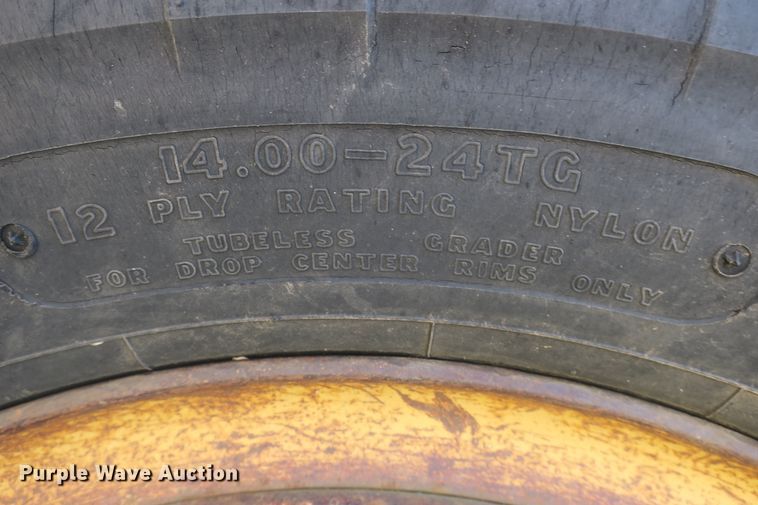 14.00-24TG
12 PLY RATING NYLON
TUBELESS GRADER
FOR DROP CENTER RIMS ONLY
Purple Wave Auction